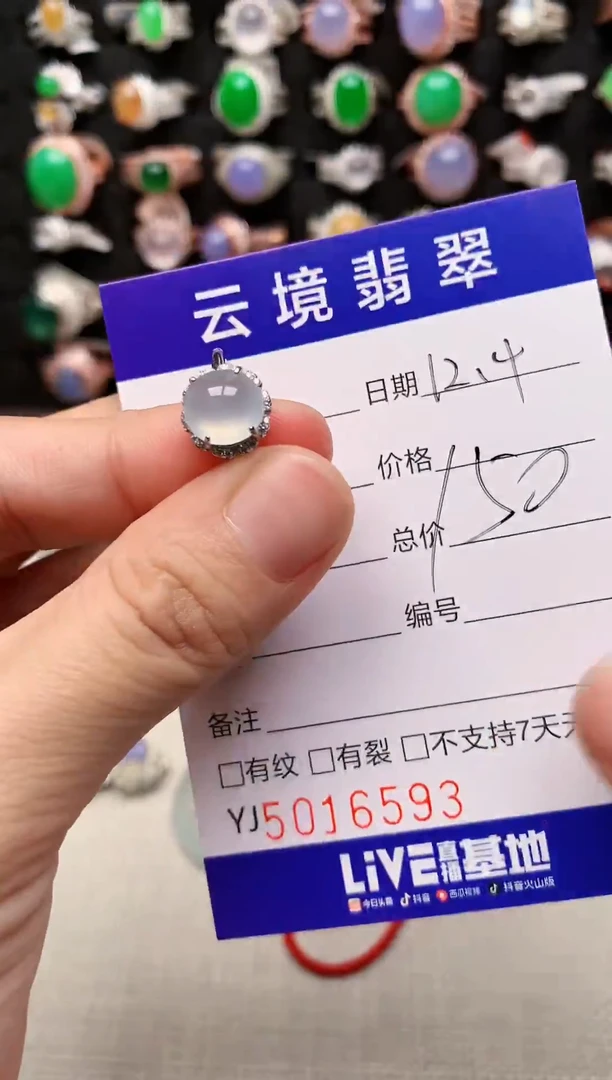 云境翡翠
日期 12.4
价格 150
总价
编号
备注
□有纹 □有裂 □不支持7天无
YJ5016593
LiVE直播基地
今日头条 抖音 西瓜视频 抖音火山版